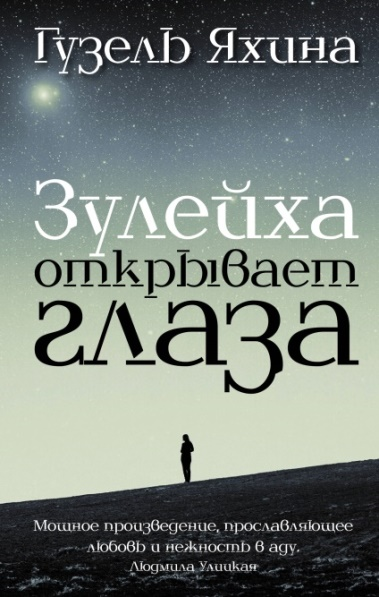 Гузель Яхина
Зулейха
открывает
глаза
Мощное произведение, прославляющее
любовь и нежность в аду.
Людмила Улицкая